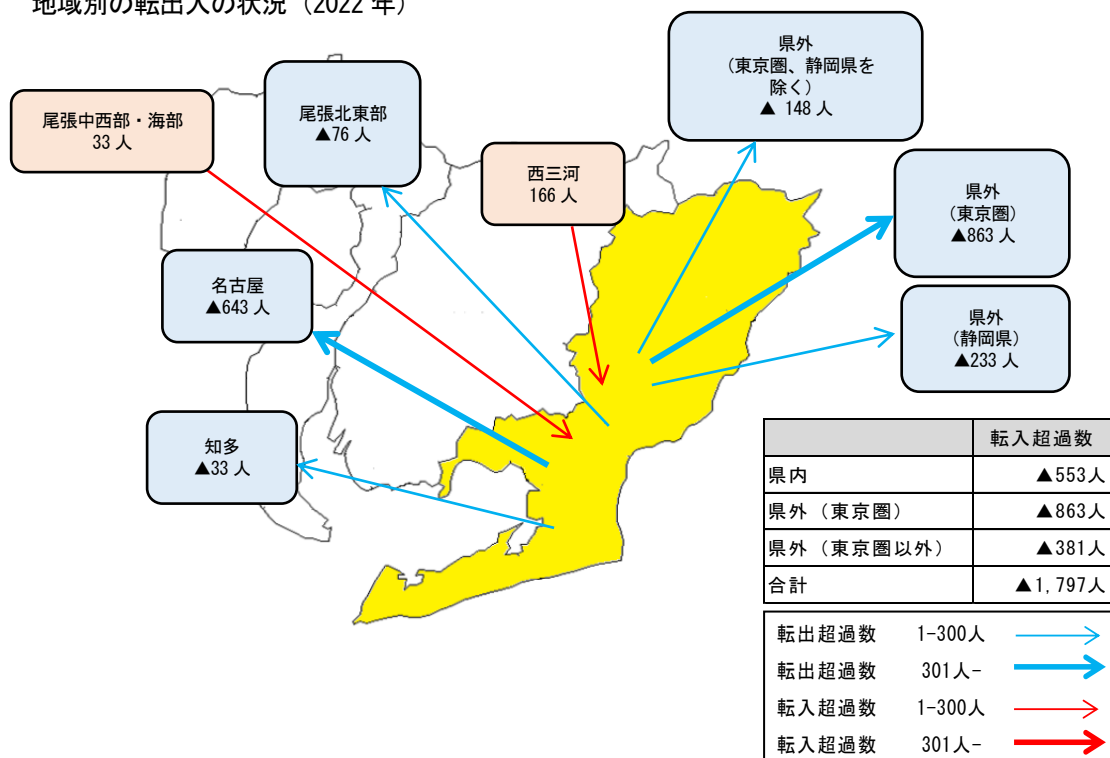 地域別の転出入の状況（2022 年）
県外
（東京圏、静岡県を
除く）
▲ 148 人
尾張北東部
▲76 人
尾張中西部・海部
33 人
西三河
166 人
県外
（東京圏）
▲863 人
名古屋
▲643 人
県外
（静岡県）
▲233 人
知多
▲33 人
転入超過数
県内 ▲553人
県外（東京圏） ▲863人
県外（東京圏以外） ▲381人
合計 ▲1,797人
転出超過数 1-300人
転出超過数 301人-
転入超過数 1-300人
転入超過数 301人-